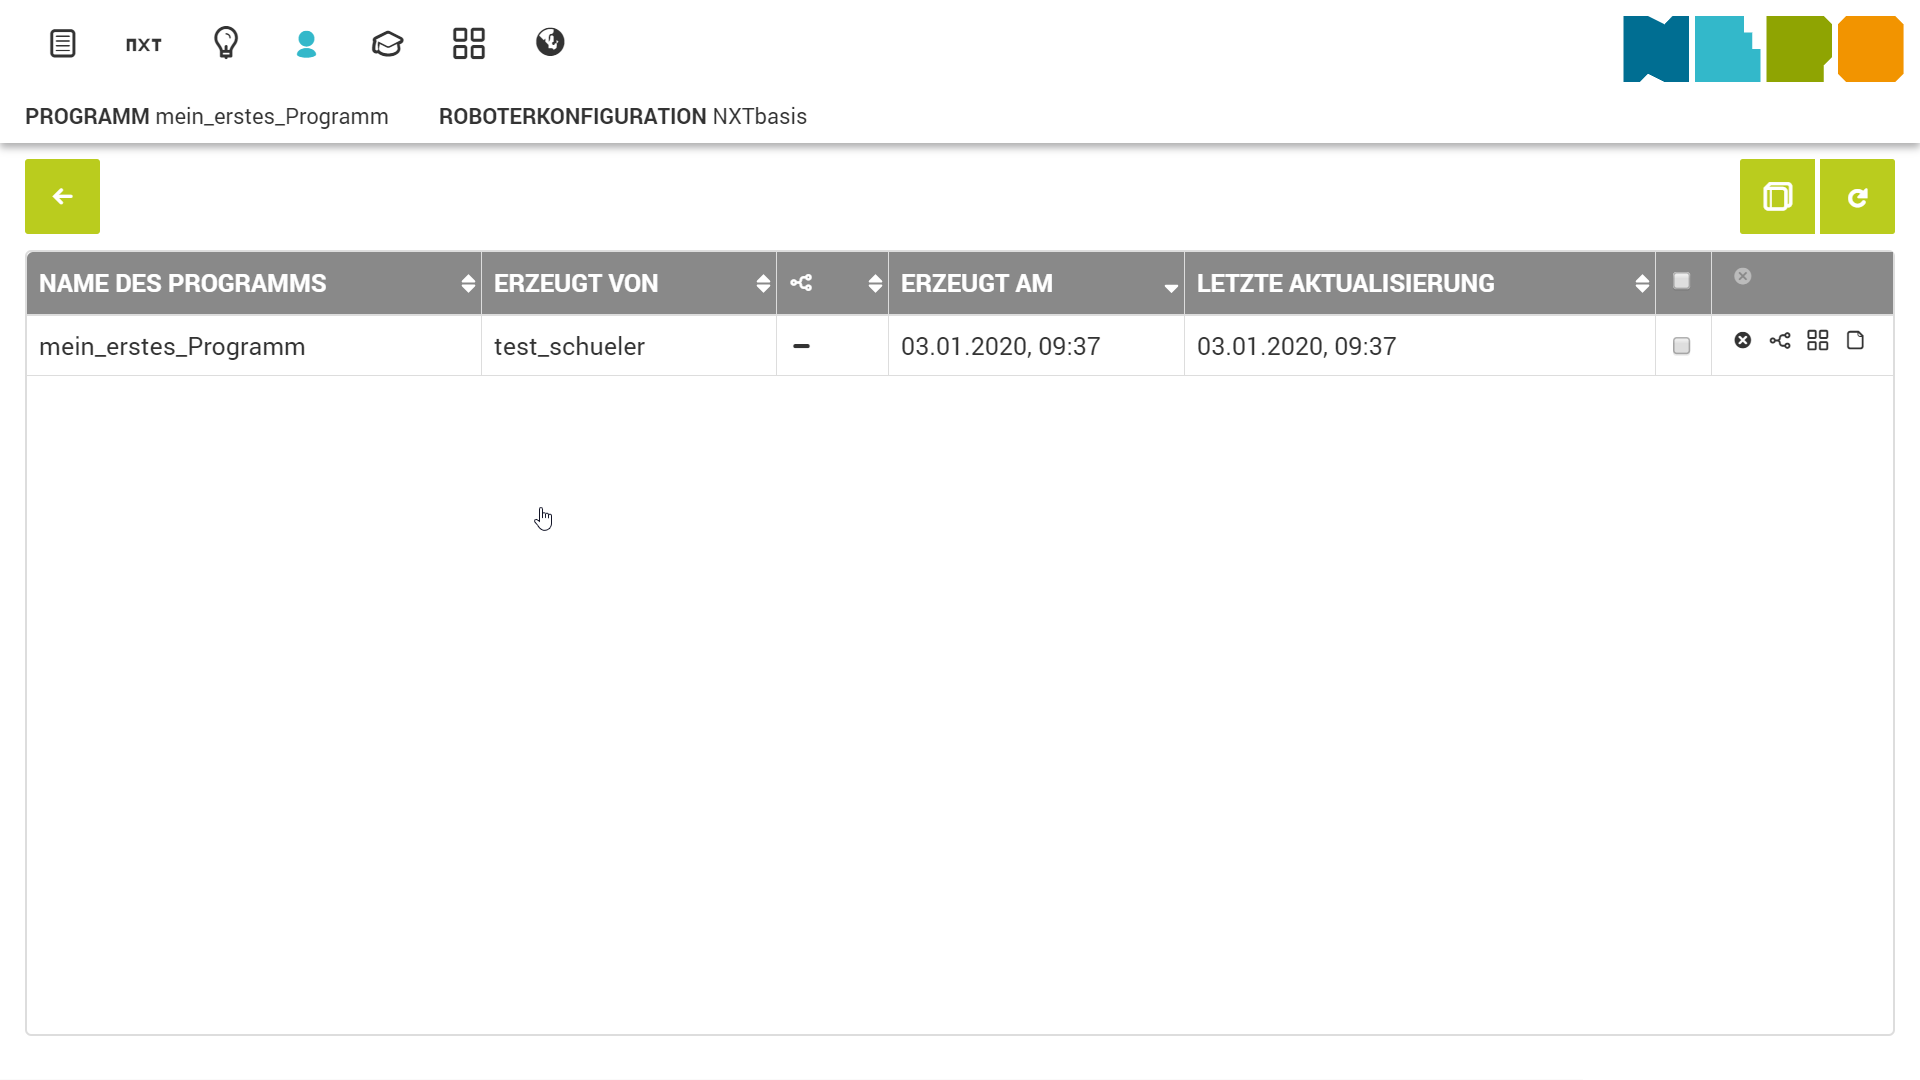 nxt
PROGRAMM mein_erstes_Programm ROBOTERKONFIGURATION NXTbasis
NAME DES PROGRAMMS ERZEUGT VON ERZEUGT AM LETZTE AKTUALISIERUNG
mein_erstes_Programm test_schueler 03.01.2020, 09:37 03.01.2020, 09:37